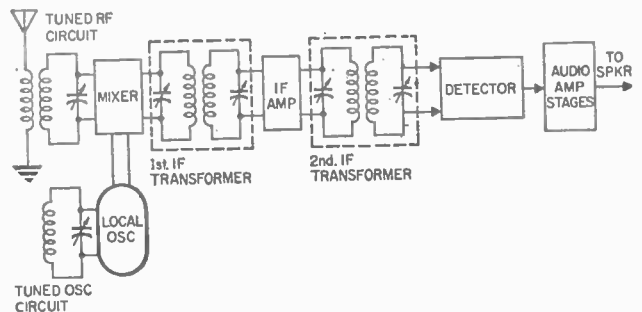 TUNED RF
CIRCUIT
MIXER
1st. IF
TRANSFORMER
IF
AMP
2nd. IF
TRANSFORMER
DETECTOR
AUDIO
AMP
STAGES
TO
SPKR
LOCAL
OSC
TUNED OSC
CIRCUIT